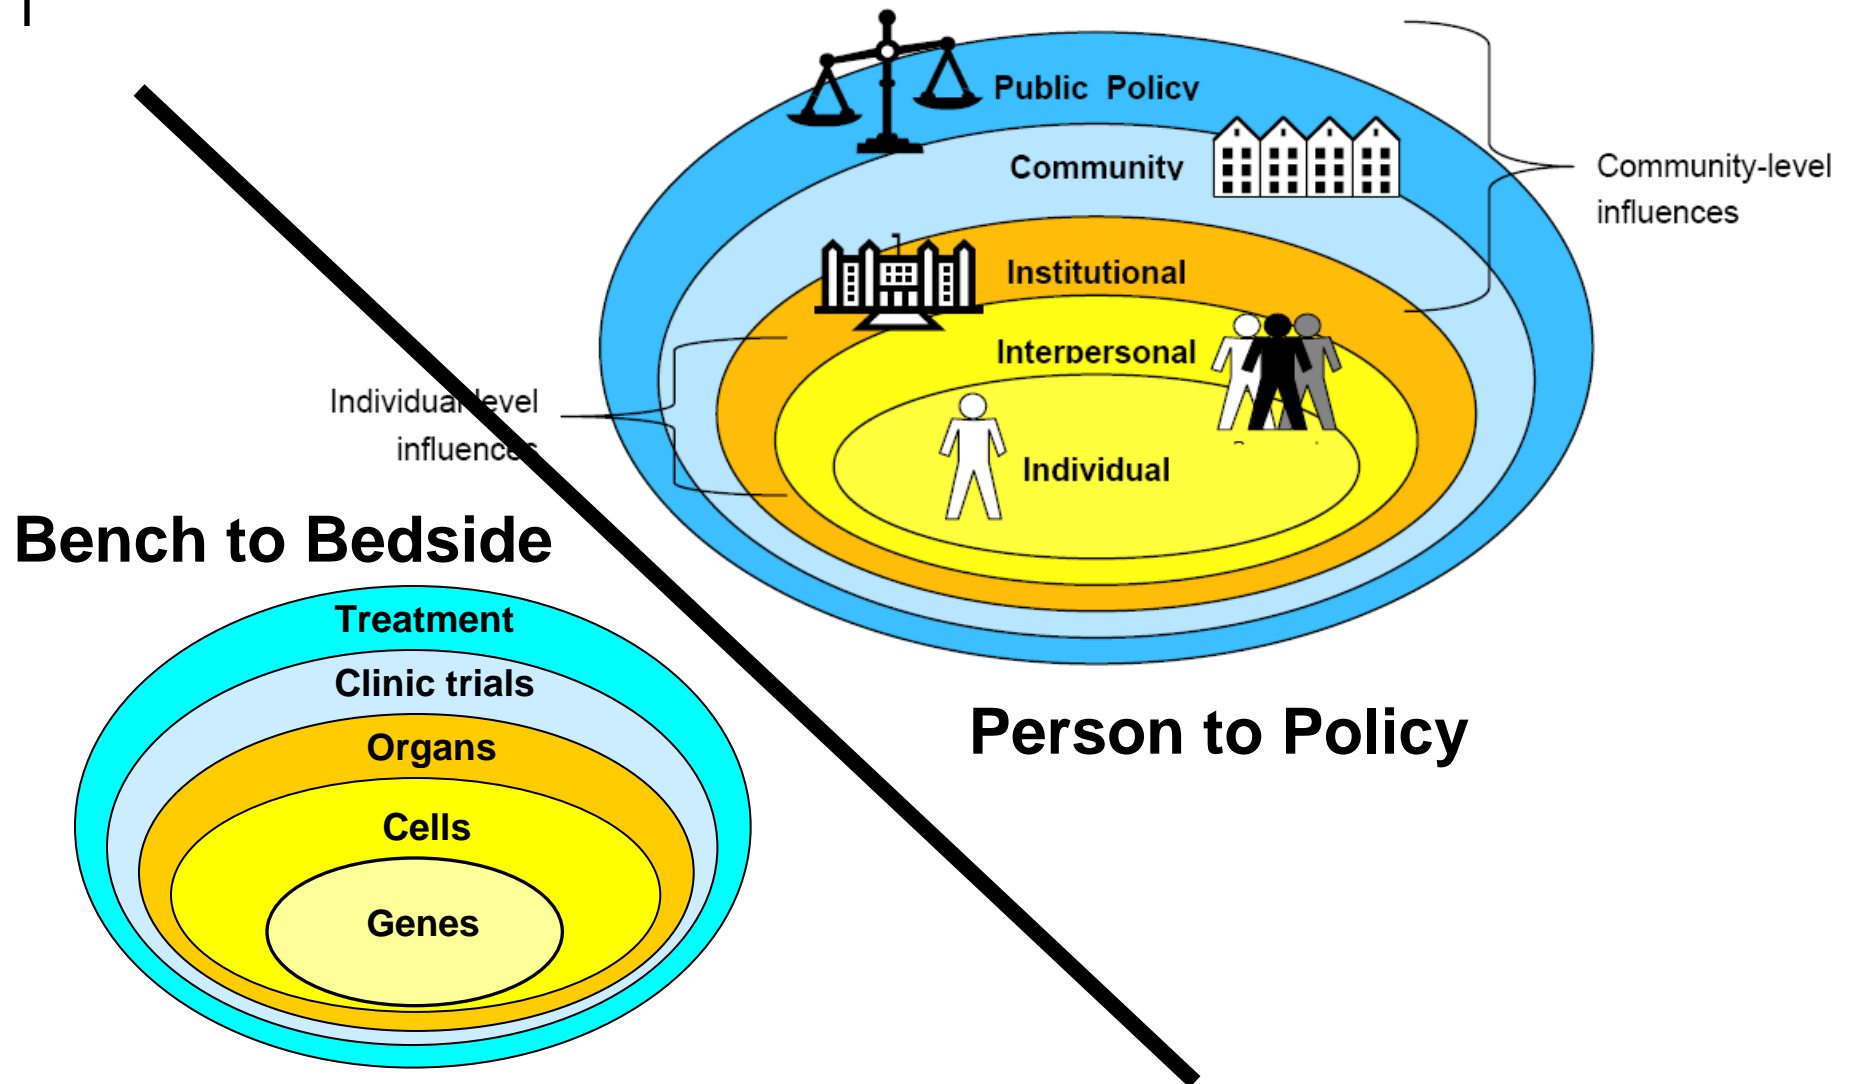 Public Policy
Community
Community-level
influences
Institutional
Interpersonal
Individual-level
influences
Individual
Bench to Bedside
Treatment
Clinic trials
Organs
Cells
Genes
Person to Policy